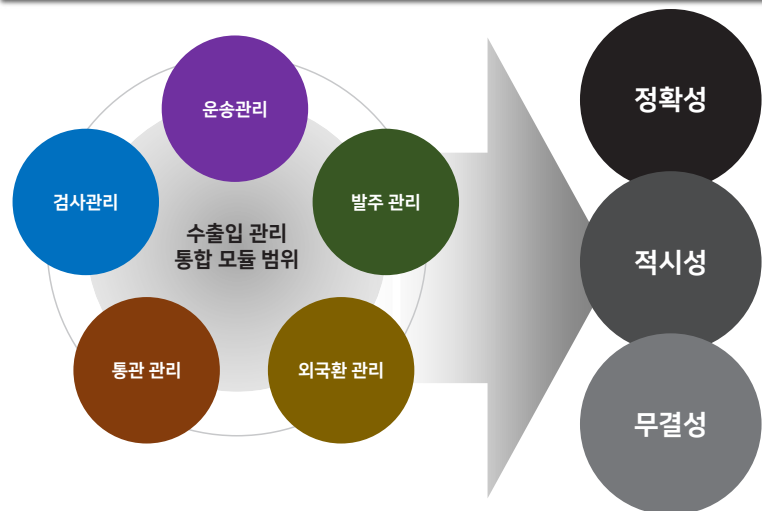 운송관리
검사관리
발주 관리
수출입 관리
통합 모듈 범위
통관 관리
외국환 관리
정확성
적시성
무결성